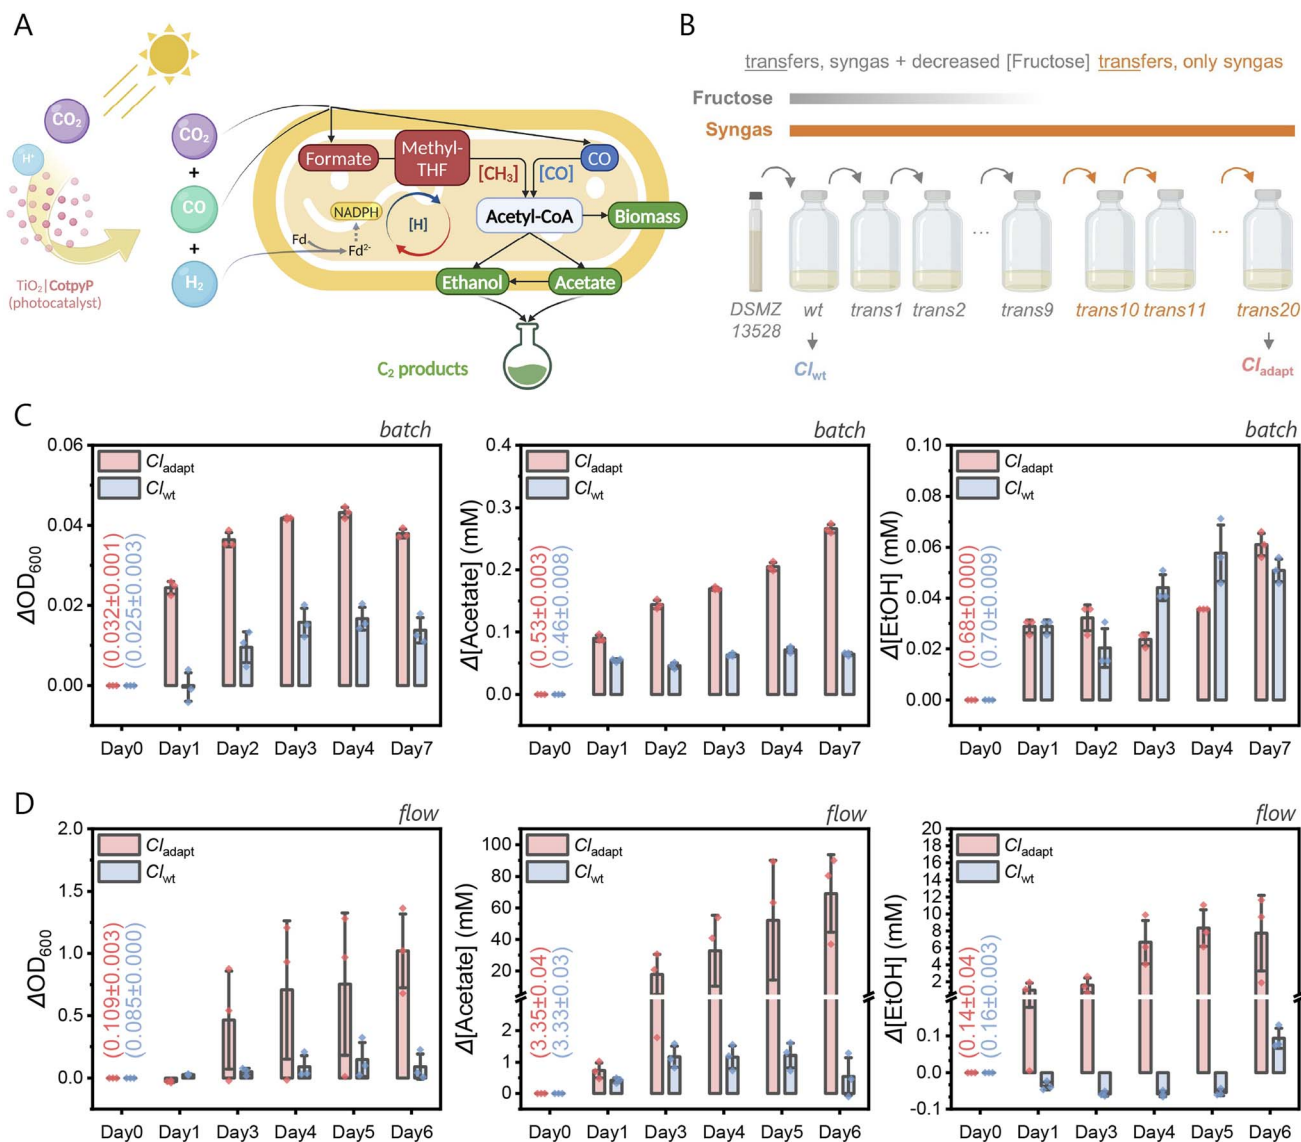 A
CO2
H+
TiO2|CotpyP
(photocatalyst)
CO2
+
CO
+
H2
Formate
Methyl-
THF
CO
[CH3]
[CO]
NADPH
[H]
Acetyl-CoA
Biomass
Fd
Fd2-
Ethanol
Acetate
C2 products
B
transfers, syngas + decreased [Fructose] transfers, only syngas
Fructose
Syngas
...
...
DSMZ
13528
wt
trans1
trans2
trans9
trans10
trans11
trans20
Clwt
Cladapt
C
batch
0.06
0.04
0.02
0.00
ΔOD600
Cladapt
Clwt
(0.032±0.001)
(0.025±0.003)
Day0 Day1 Day2 Day3 Day4 Day7
batch
0.4
0.3
0.2
0.1
0.0
Δ[Acetate] (mM)
Cladapt
Clwt
(0.53±0.003)
(0.46±0.008)
Day0 Day1 Day2 Day3 Day4 Day7
batch
0.10
0.08
0.06
0.04
0.02
0.00
Δ[EtOH] (mM)
Cladapt
Clwt
(0.68±0.000)
(0.70±0.009)
Day0 Day1 Day2 Day3 Day4 Day7
D
flow
2.0
1.5
1.0
0.5
0.0
ΔOD600
Cladapt
Clwt
(0.109±0.003)
(0.085±0.000)
Day0 Day1 Day3 Day4 Day5 Day6
flow
100
80
60
40
20
2
1
0
Δ[Acetate] (mM)
Cladapt
Clwt
(3.35±0.04)
(3.33±0.03)
Day0 Day1 Day3 Day4 Day5 Day6
flow
20
18
16
14
12
10
8
6
4
2
0.1
0.00
-0.1
Δ[EtOH] (mM)
Cladapt
Clwt
(0.14±0.04)
(0.16±0.003)
Day0 Day1 Day3 Day4 Day5 Day6